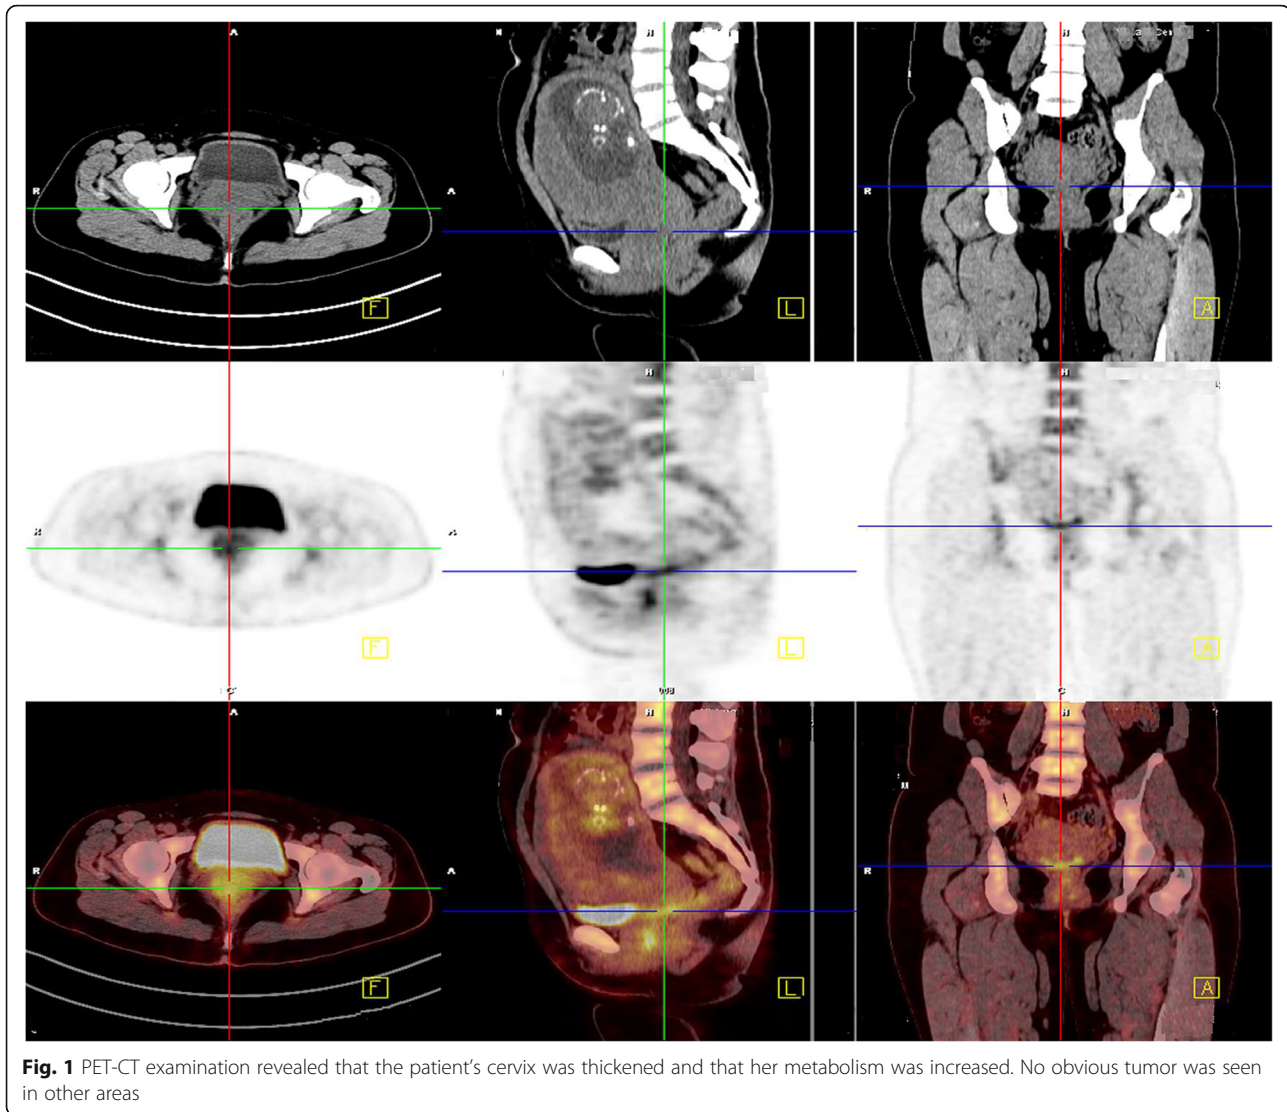 A
H
H
R
A
R
F
L
A
H
H
R
A
F
L
A
A
H
H
R
A
R
F
L
A
Fig. 1 PET-CT examination revealed that the patient's cervix was thickened and that her metabolism was increased. No obvious tumor was seen
in other areas